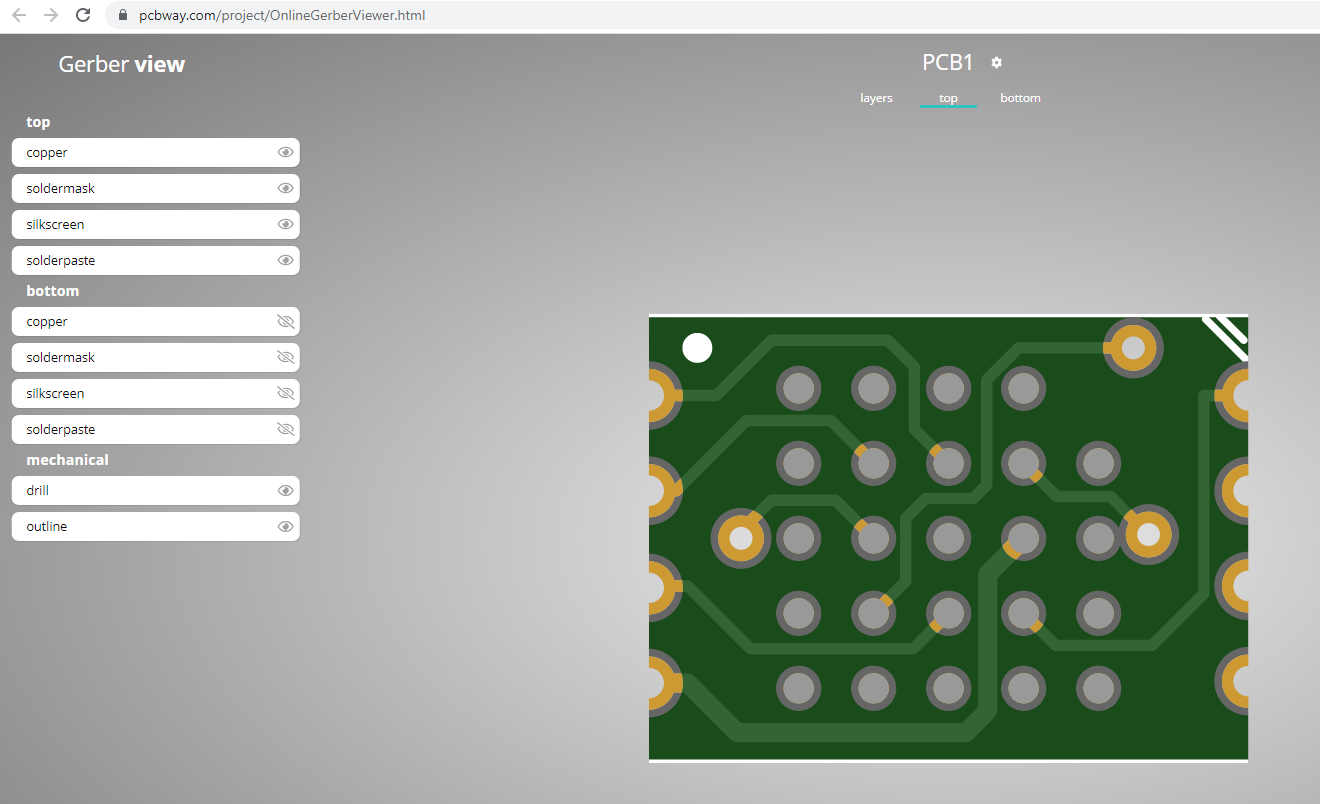 pcbway.com/project/OnlineGerberViewer.html
Gerber view
PCB1
layers top bottom
top
copper
soldermask
silkscreen
solderpaste
bottom
copper
soldermask
silkscreen
solderpaste
mechanical
drill
outline